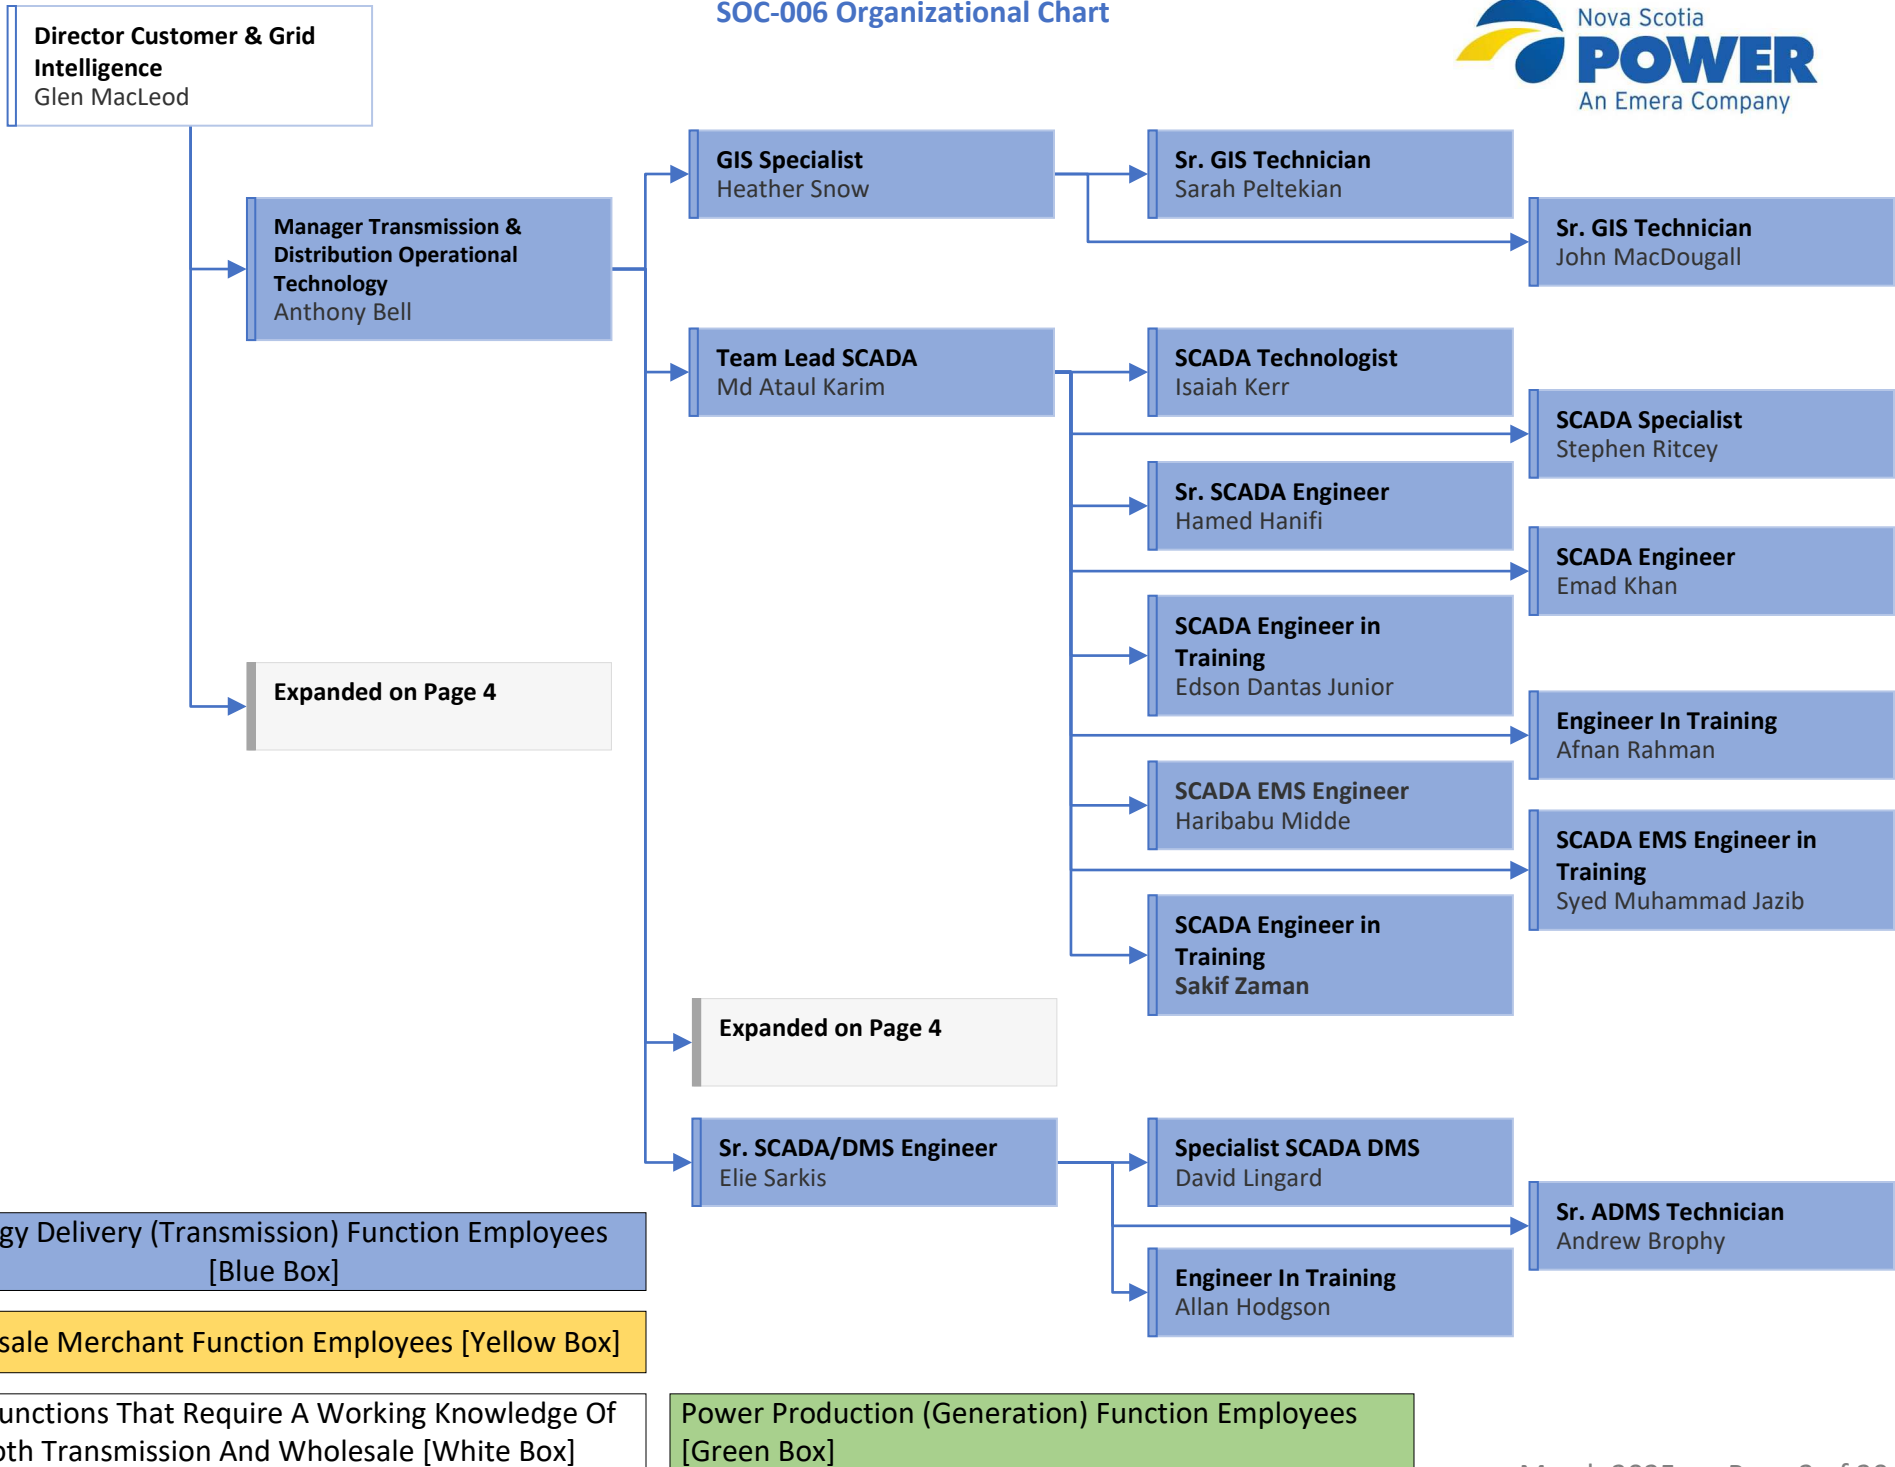 SOC-006 Organizational Chart
Nova Scotia
POWER
An Emera Company
Director Customer & Grid
Intelligence
Glen MacLeod
Manager Transmission &
Distribution Operational
Technology
Anthony Bell
Expanded on Page 4
GIS Specialist
Heather Snow
Sr. GIS Technician
Sarah Peltekian
Sr. GIS Technician
John MacDougall
Team Lead SCADA
Md Ataul Karim
SCADA Technologist
Isaiah Kerr
SCADA Specialist
Stephen Ritcey
Sr. SCADA Engineer
Hamed Hanifi
SCADA Engineer
Emad Khan
SCADA Engineer in
Training
Edson Dantas Junior
Engineer In Training
Afnan Rahman
SCADA EMS Engineer
Haribabu Midde
SCADA EMS Engineer in
Training
Syed Muhammad Jazib
SCADA Engineer in
Training
Sakif Zaman
Expanded on Page 4
Sr. SCADA/DMS Engineer
Elie Sarkis
Specialist SCADA DMS
David Lingard
Sr. ADMS Technician
Andrew Brophy
Engineer In Training
Allan Hodgson
gy Delivery (Transmission) Function Employees
[Blue Box]
sale Merchant Function Employees [Yellow Box]
unctions That Require A Working Knowledge Of
oth Transmission And Wholesale [White Box]
Power Production (Generation) Function Employees
[Green Box]